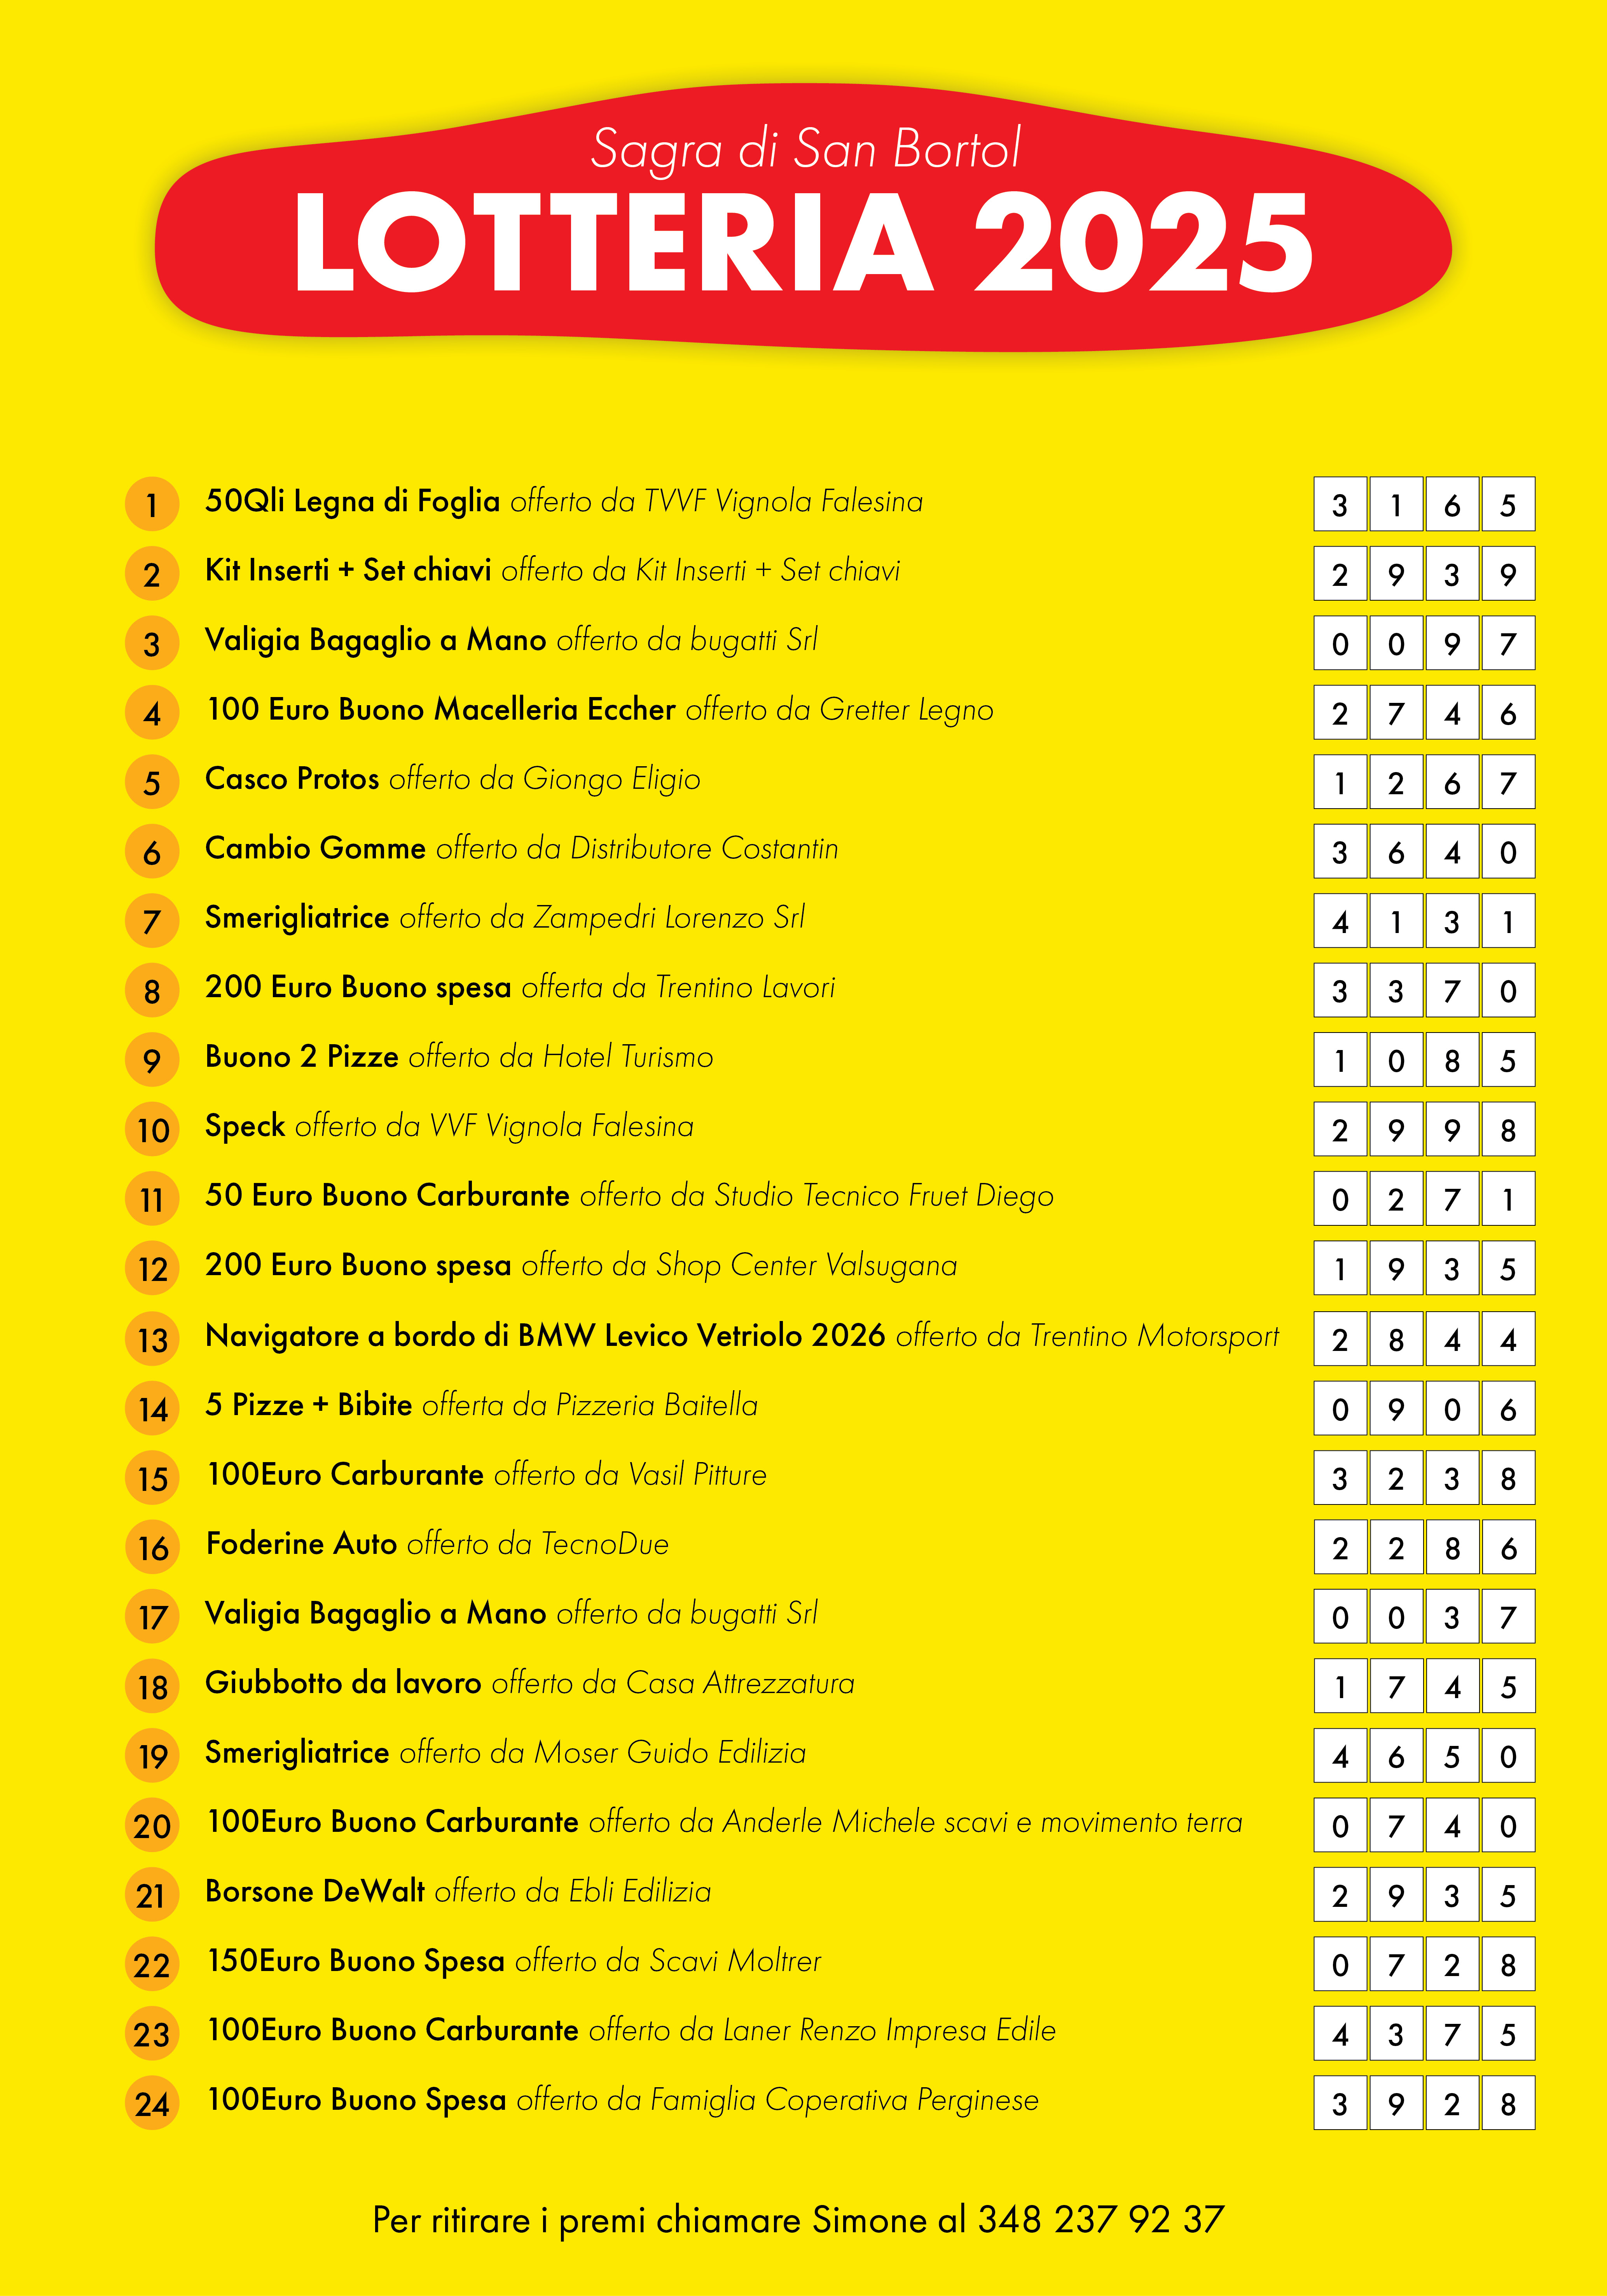 Sagra di San Bortol
LOTTERIA 2025
1 50Qli Legna di Foglia offerto da TVVF Vignola Falesina 3 1 6 5
2 Kit Inserti + Set chiavi offerto da Kit Inserti + Set chiavi 2 9 3 9
3 Valigia Bagaglio a Mano offerto da bugatti Srl 0 0 9 7
4 100 Euro Buono Macelleria Eccher offerto da Gretter Legno 2 7 4 6
5 Casco Protos offerto da Giongo Eligio 1 2 6 7
6 Cambio Gomme offerto da Distributore Costantin 3 6 4 0
7 Smerigliatrice offerto da Zampedri Lorenzo Srl 4 1 3 1
8 200 Euro Buono spesa offerta da Trentino Lavori 3 3 7 0
9 Buono 2 Pizze offerto da Hotel Turismo 1 0 8 5
10 Speck offerto da VVF Vignola Falesina 2 9 9 8
11 50 Euro Buono Carburante offerto da Studio Tecnico Fruet Diego 0 2 7 1
12 200 Euro Buono spesa offerto da Shop Center Valsugana 1 9 3 5
13 Navigatore a bordo di BMW Levico Vetriolo 2026 offerto da Trentino Motorsport 2 8 4 4
14 5 Pizze + Bibite offerta da Pizzeria Baitella 0 9 0 6
15 100Euro Carburante offerto da Vasil Pitture 3 2 3 8
16 Foderine Auto offerto da TecnoDue 2 2 8 6
17 Valigia Bagaglio a Mano offerto da bugatti Srl 0 0 3 7
18 Giubbotto da lavoro offerto da Casa Attrezzatura 1 7 4 5
19 Smerigliatrice offerto da Moser Guido Edilizia 4 6 5 0
20 100Euro Buono Carburante offerto da Anderle Michele scavi e movimento terra 0 7 4 0
21 Borsone DeWalt offerto da Ebli Edilizia 2 9 3 5
22 150Euro Buono Spesa offerto da Scavi Moltrer 0 7 2 8
23 100Euro Buono Carburante offerto da Laner Renzo Impresa Edile 4 3 7 5
24 100Euro Buono Spesa offerto da Famiglia Coperativa Perginese 3 9 2 8
Per ritirare i premi chiamare Simone al 348 237 92 37